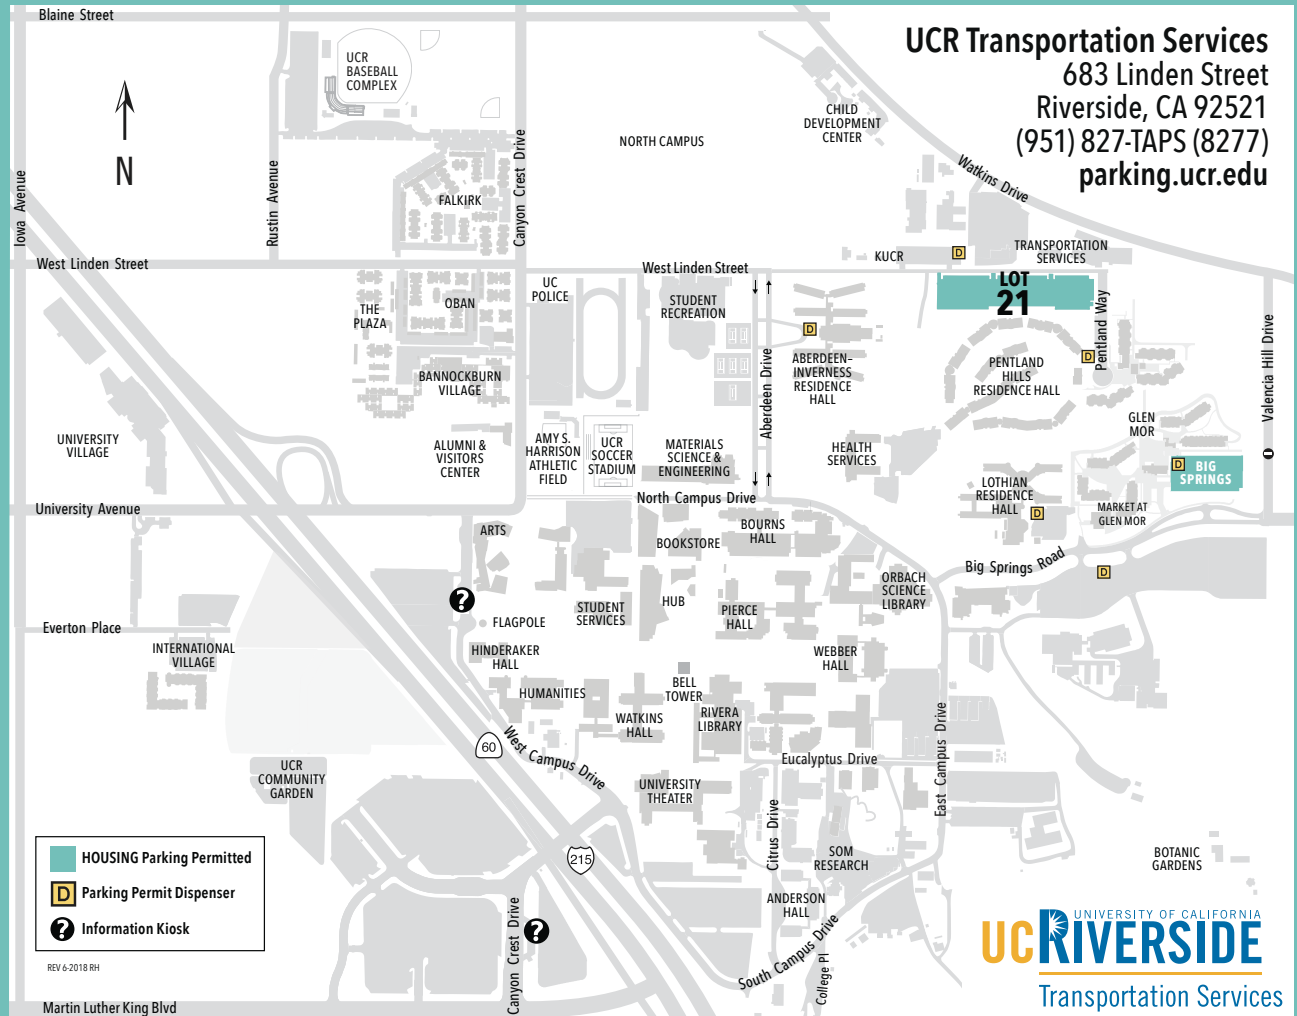 Blaine Street
UCR Transportation Services
683 Linden Street
Riverside, CA 92521
(951) 827-TAPS (8277)
parking.ucr.edu
UCR
BASEBALL
COMPLEX
N
NORTH CAMPUS
CHILD
DEVELOPMENT
CENTER
Watkins Drive
Iowa Avenue
Rustin Avenue
Canyon Crest Drive
FALKIRK
West Linden Street
West Linden Street
KUCR
D
TRANSPORTATION
SERVICES
LOT
21
Pentland Way
Valencia Hill Drive
THE
PLAZA
OBAN
UC
POLICE
STUDENT
RECREATION
Aberdeen Drive
D
ABERDEEN-
INVERNESS
RESIDENCE
HALL
PENTLAND
HILLS
RESIDENCE HALL
D
BANNOCKBURN
VILLAGE
GLEN
MOR
UNIVERSITY
VILLAGE
ALUMNI &
VISITORS
CENTER
AMY S.
HARRISON
ATHLETIC
FIELD
UCR
SOCCER
STADIUM
MATERIALS
SCIENCE &
ENGINEERING
HEALTH
SERVICES
D
BIG
SPRINGS
LOTHIAN
RESIDENCE
HALL
D
MARKET AT
GLEN MOR
University Avenue
North Campus Drive
ARTS
BOOKSTORE
BOURNS
HALL
Big Springs Road
D
ORBACH
SCIENCE
LIBRARY
?
FLAGPOLE
STUDENT
SERVICES
HUB
PIERCE
HALL
Everton Place
INTERNATIONAL
VILLAGE
HINDERAKER
HALL
WEBBER
HALL
HUMANITIES
BELL
TOWER
WATKINS
HALL
RIVERA
LIBRARY
60
West Campus Drive
Eucalyptus Drive
East Campus Drive
UCR
COMMUNITY
GARDEN
UNIVERSITY
THEATER
Citrus Drive
215
SOM
RESEARCH
BOTANIC
GARDENS
HOUSING Parking Permitted
D Parking Permit Dispenser
? Information Kiosk
ANDERSON
HALL
Canyon Crest Drive
?
South Campus Drive
College Pl
REV 6-2018 RH
Martin Luther King Blvd
UNIVERSITY OF CALIFORNIA
UC RIVERSIDE
Transportation Services